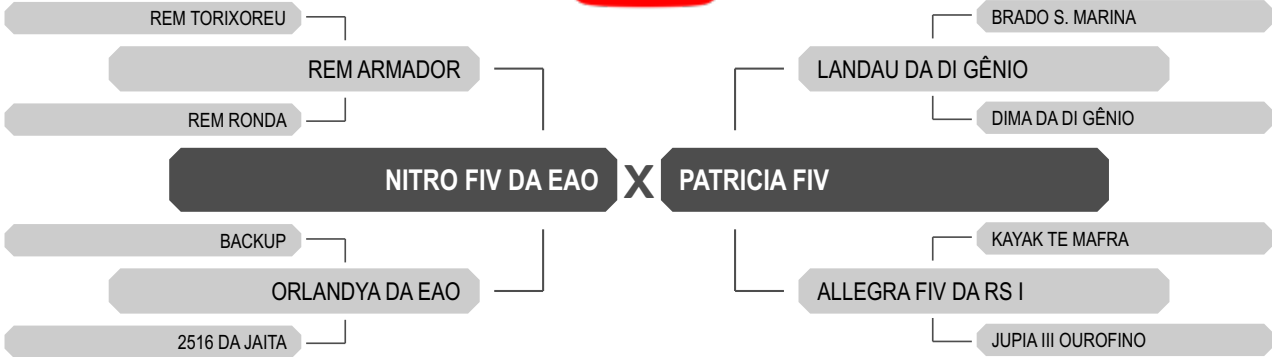 REM TORIXOREU
BRADO S. MARINA
REM ARMADOR
LANDAU DA DI GÊNIO
REM RONDA
DIMA DA DI GÊNIO
NITRO FIV DA EAO X PATRICIA FIV
BACKUP
KAYAK TE MAFRA
ORLANDYA DA EAO
ALLEGRA FIV DA RS I
2516 DA JAITA
JUPIA III OUROFINO